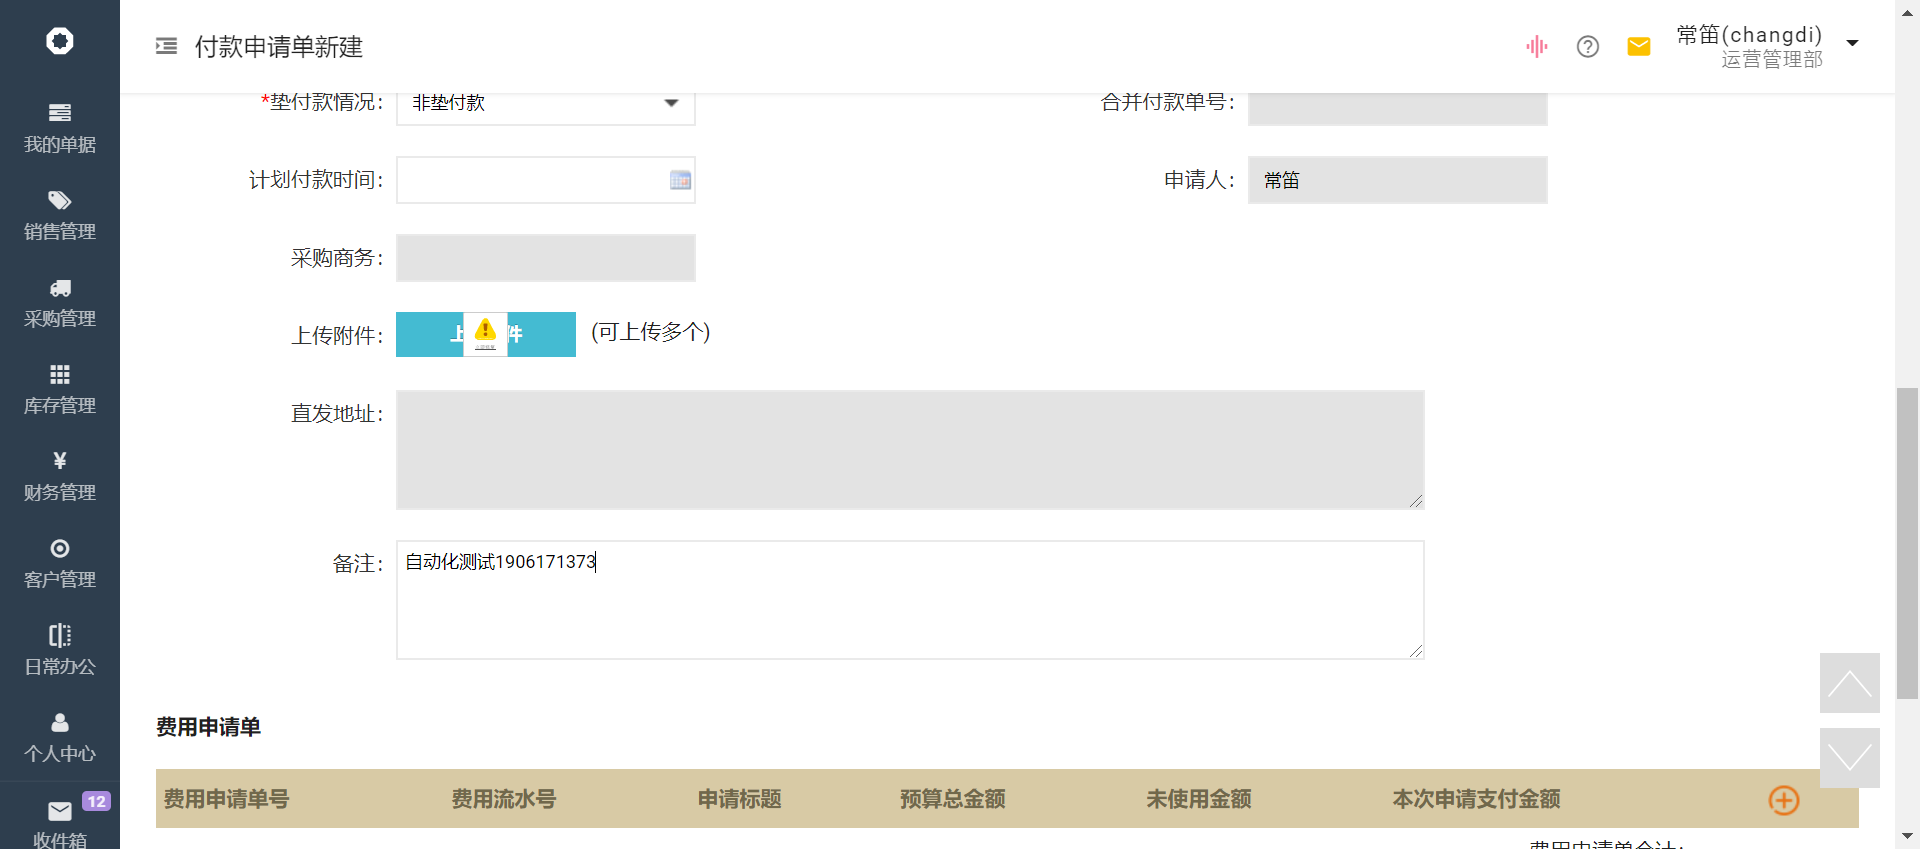 付款申请单新建
常笛(changdi)
运营管理部
我的单据
销售管理
采购管理
库存管理
财务管理
客户管理
日常办公
个人中心
12
收件箱
*垫付款情况：
非垫付款
合并付款单号：
计划付款时间：
申请人：
常笛
采购商务：
上传附件：
上 件
(可上传多个)
直发地址：
备注：
自动化测试1906171373
费用申请单
费用申请单号
费用流水号
申请标题
预算总金额
未使用金额
本次申请支付金额
费用申请单合计：